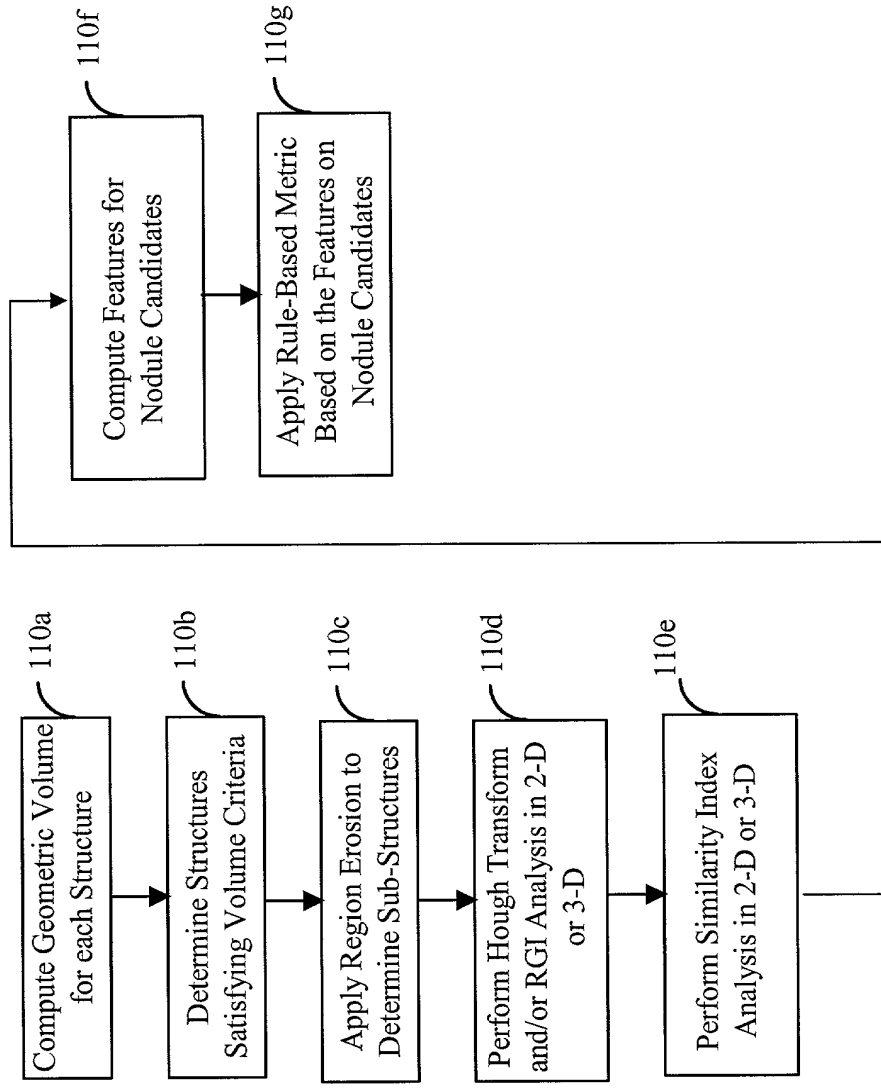 110a
Compute Geometric Volume
for each Structure
110b
Determine Structures
Satisfying Volume Criteria
110c
Apply Region Erosion to
Determine Sub-Structures
110d
Perform Hough Transform
and/or RGI Analysis in 2-D
or 3-D
110e
Perform Similarity Index
Analysis in 2-D or 3-D
110f
Compute Features for
Nodule Candidates
110g
Apply Rule-Based Metric
Based on the Features on
Nodule Candidates